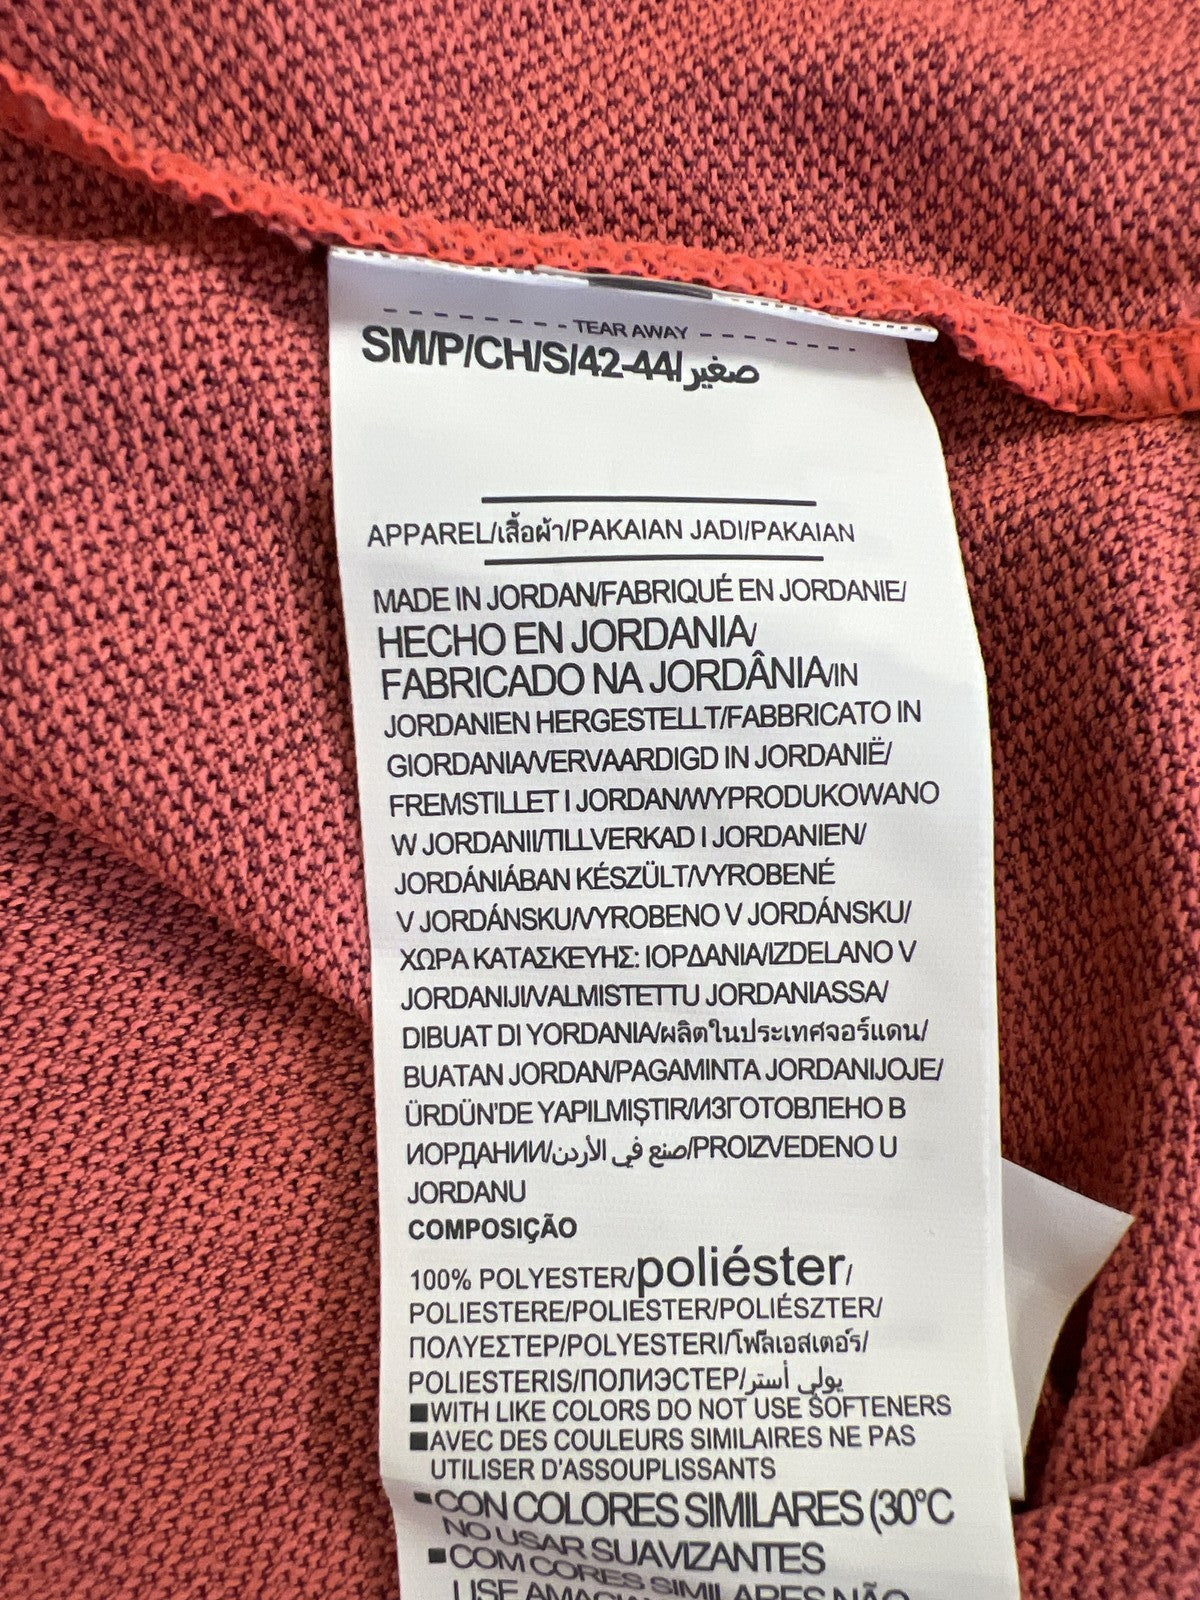 TEAR AWAY
SM/P/CH/S/42-44/صغير
APPAREL/เสื้อผ้า/PAKAIAN JADI/PAKAIAN
MADE IN JORDAN/FABRIQUÉ EN JORDANIE/
HECHO EN JORDANIA/
FABRICADO NA JORDÂNIA/IN
JORDANIEN HERGESTELLT/FABBRICATO IN
GIORDANIA/VERVAARDIGD IN JORDANIË/
FREMSTILLET I JORDAN/WYPRODUKOWANO
W JORDANII/TILLVERKAD I JORDANIEN/
JORDÁNIÁBAN KÉSZÜLT/VYROBENÉ
V JORDÁNSKU/VYROBENO V JORDÁNSKU/
ΧΩΡΑ ΚΑΤΑΣΚΕΥΗΣ: ΙΟΡΔΑΝΙΑ/IZDELANO V
JORDANIJI/VALMISTETTU JORDANIASSA/
DIBUAT DI YORDANIA/ผลิตในประเทศจอร์แดน/
BUATAN JORDAN/PAGAMINTA JORDANIJOJE/
ÜRDÜN'DE YAPILMIŞTIR/ИЗГОТОВЛЕНО В
ИОРДАНИИ/صنع في الأردن/PROIZVEDENO U
JORDANU
COMPOSIÇÃO
100% POLYESTER/poliéster/
POLIESTERE/POLIESTER/POLIÉSZTER/
ΠΟΛΥΕΣΤΕΡ/POLYESTERI/โพลีเอสเตอร์/
POLIESTERIS/ПОЛИЭСТЕР/يولي أستر
■WITH LIKE COLORS DO NOT USE SOFTENERS
■AVEC DES COULEURS SIMILAIRES NE PAS
UTILISER D'ASSOUPLISSANTS
■CON COLORES SIMILARES (30°C
NO USAR SUAVIZANTES
■COM CORES SIMILARES NÃO
USE